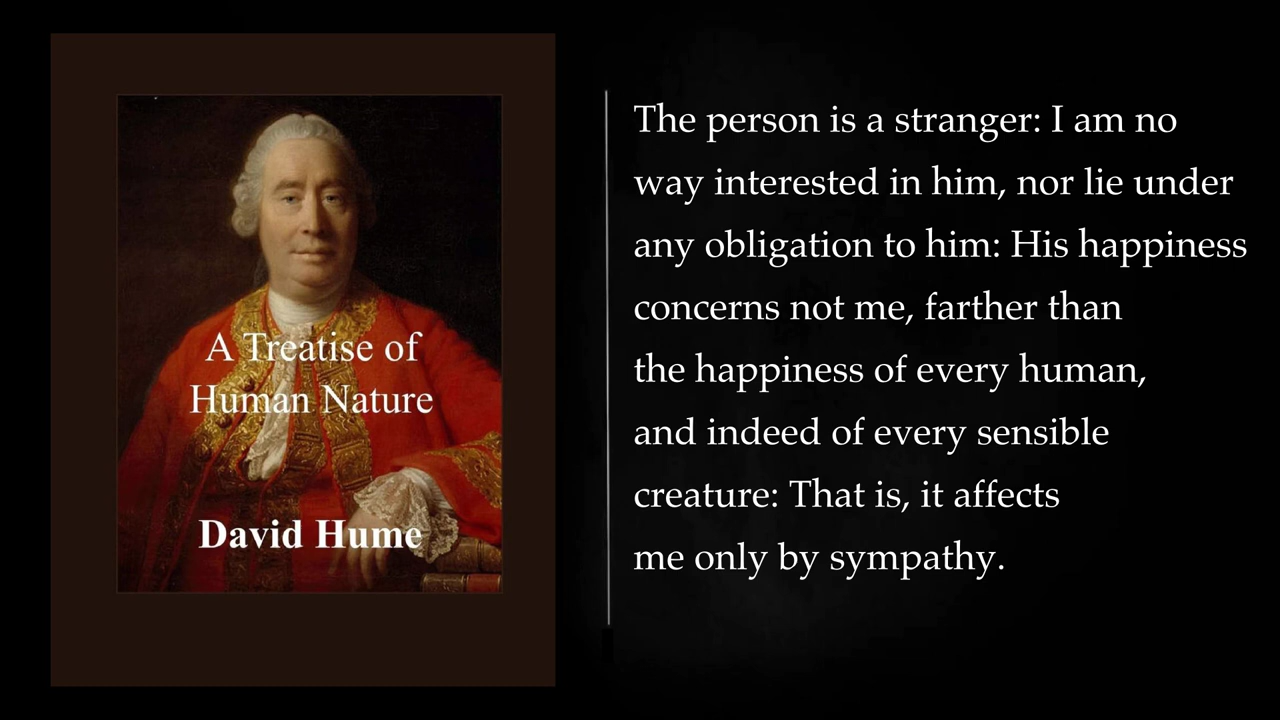 A Treatise of
Human Nature
David Hume
The person is a stranger: I am no
way interested in him, nor lie under
any obligation to him: His happiness
concerns not me, farther than
the happiness of every human,
and indeed of every sensible
creature: That is, it affects
me only by sympathy.